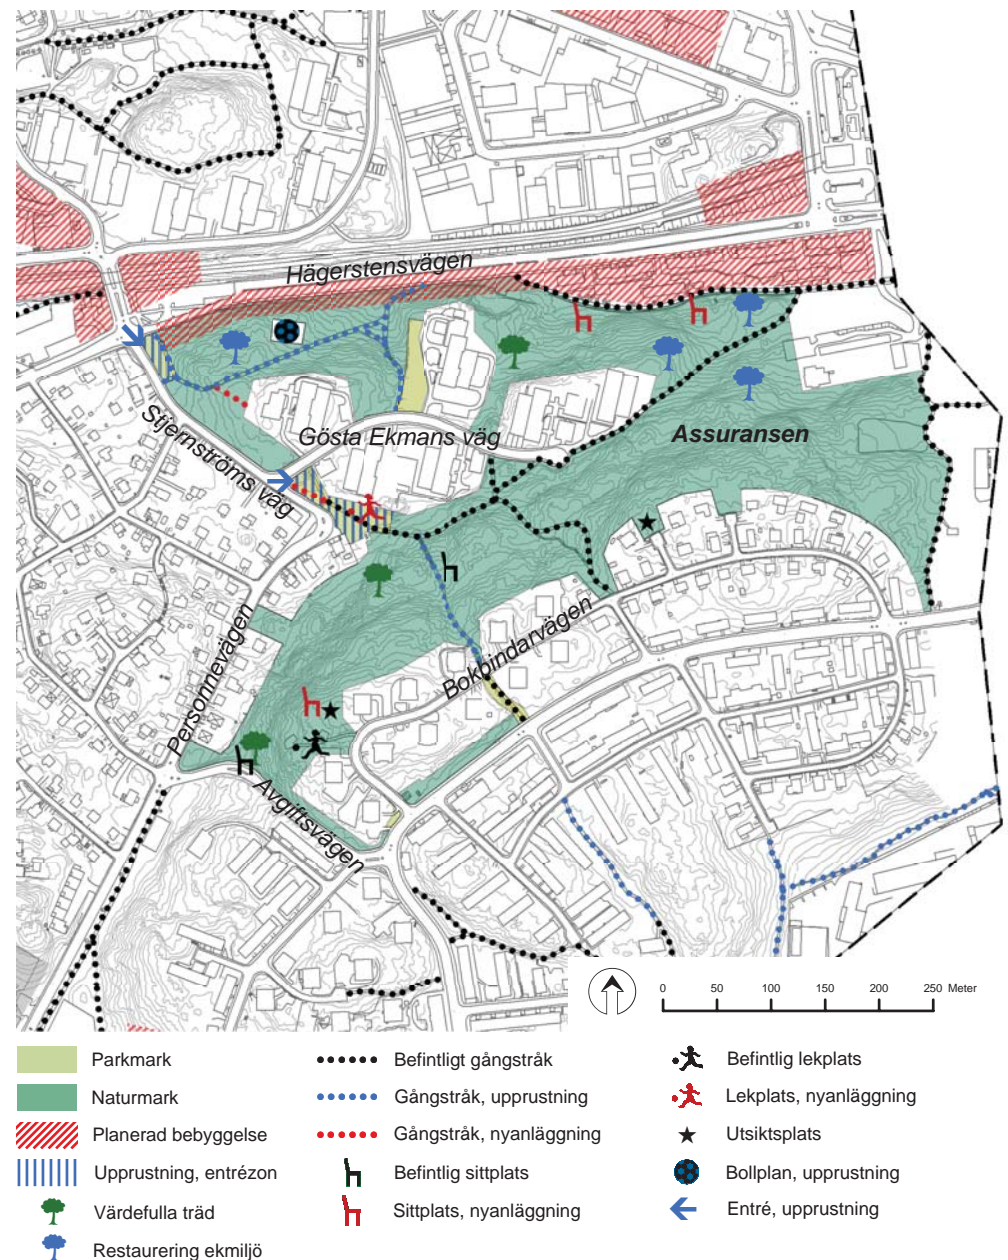 Hägerstensvägen
Stjernströms väg
Gösta Ekmans väg
Assuransen
Personnevägen
Bokbindarvägen
Avgiftsvägen
0 50 100 150 200 250 Meter
Parkmark
Naturmark
Planerad bebyggelse
Upprustning, entrézon
Värdefulla träd
Restaurering ekmiljö
Befintligt gångstråk
Gångstråk, upprustning
Gångstråk, nyanläggning
Befintlig sittplats
Sittplats, nyanläggning
Befintlig lekplats
Lekplats, nyanläggning
Utsiktsplats
Bollplan, upprustning
Entré, upprustning